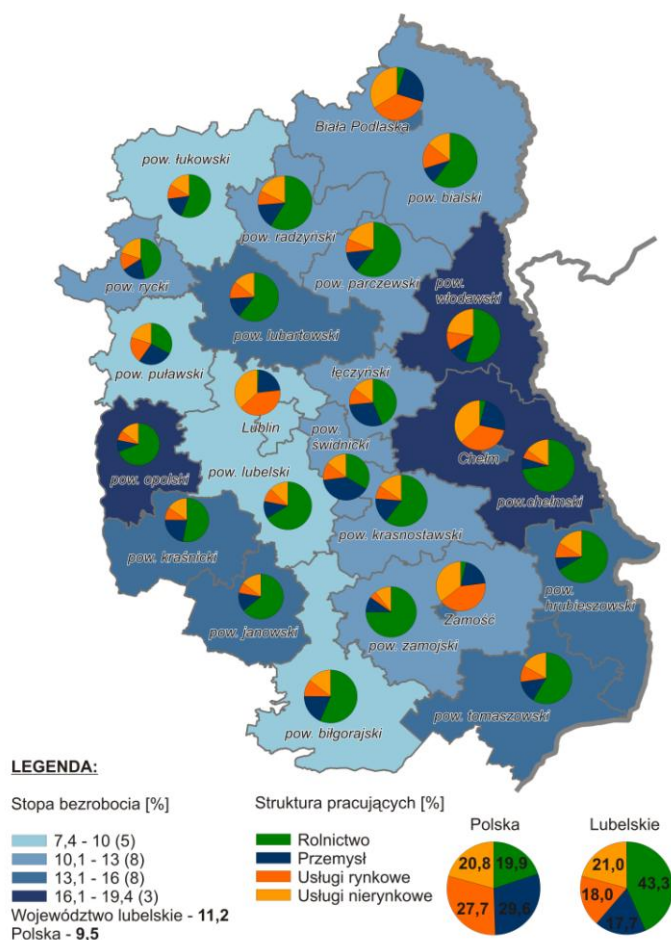 Biała Podlaska
pow. łukowski
pow. bialski
pow. radzyński
pow. parczewski
pow. rycki
pow.
włodawski
pow. lubartowski
pow. puławski
łęczyński
Lublin
pow.
świdnicki
Chełm
pow. opolski
pow. lubelski
pow.chełmski
pow. krasnostawski
pow. kraśnicki
pow.
hrubieszowski
Zamość
pow. janowski
pow. zamojski
pow. tomaszowski
pow. biłgorajski
LEGENDA:
Stopa bezrobocia [%]
7,4 - 10 (5)
10,1 - 13 (8)
13,1 - 16 (8)
16,1 - 19,4 (3)
Województwo lubelskie - 11,2
Polska - 9,5
Struktura pracujących [%]
Rolnictwo
Przemysł
Usługi rynkowe
Usługi nierynkowe
Polska
20,8 19,9
27,7 29,6
Lubelskie
21,0
43,3
18,0
17,7